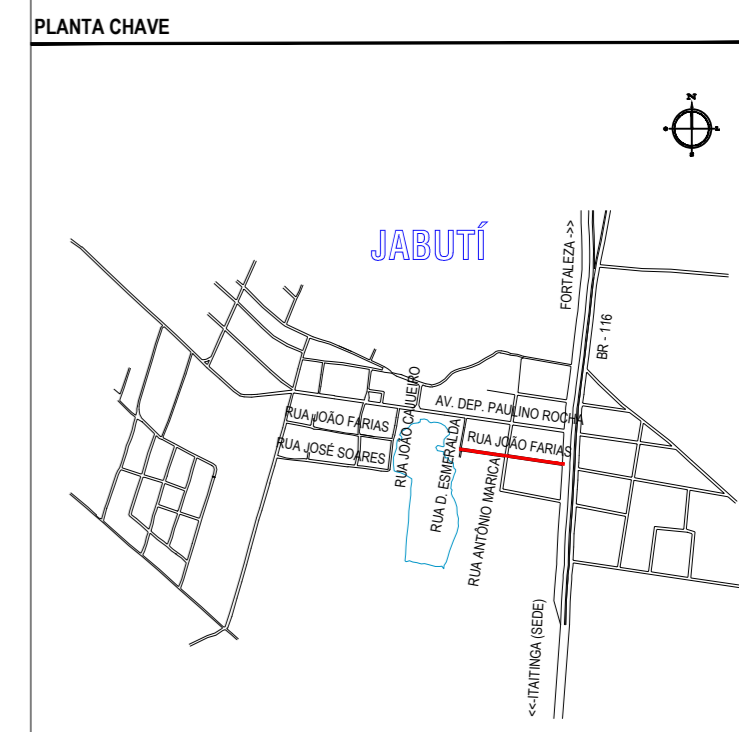 PLANTA CHAVE
N
JABUTÍ
FORTALEZA ->>
BR - 116
RUA JOÃO CAJUEIRO
AV. DEP. PAULINO ROCHA
RUA JOÃO FARIAS
RUA JOÃO FARIAS
RUA JOSÉ SOARES
RUA D. ESMERALDA
RUA ANTÔNIO MARICA
<<-ITAITINGA (SEDE)